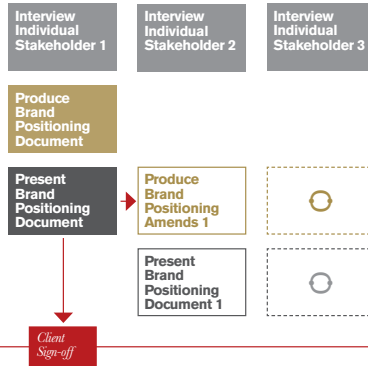 Interview
Individual
Stakeholder 1
Interview
Individual
Stakeholder 2
Interview
Individual
Stakeholder 3
Produce
Brand
Positioning
Document
Present
Brand
Positioning
Document
Produce
Brand
Positioning
Amends 1
Present
Brand
Positioning
Document 1
Client
Sign-off